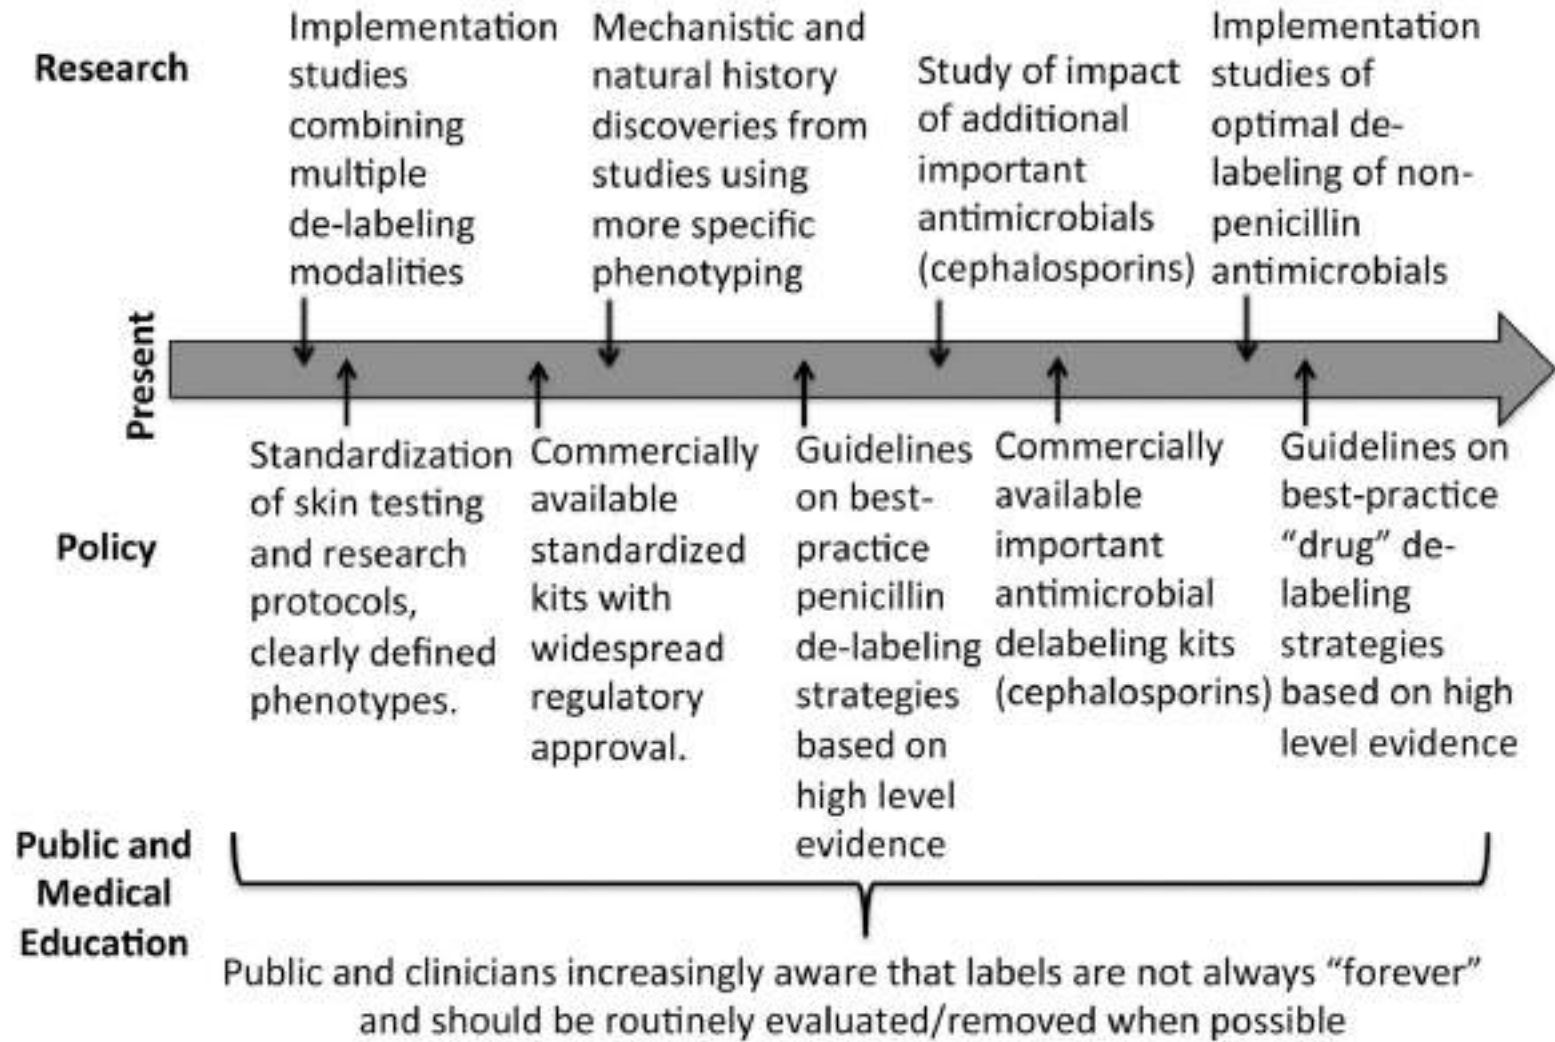 Research
Implementation
studies
combining
multiple
de-labeling
modalities
Mechanistic and
natural history
discoveries from
studies using
more specific
phenotyping
Study of impact
of additional
important
antimicrobials
(cephalosporins)
Implementation
studies of
optimal de-
labeling of non-
penicillin
antimicrobials
Present
Policy
Standardization
of skin testing
and research
protocols,
clearly defined
phenotypes.
Commercially
available
standardized
kits with
widespread
regulatory
approval.
Guidelines
on best-
practice
penicillin
de-labeling
strategies
based on
high level
evidence
Commercially
available
important
antimicrobial
delabeling kits
(cephalosporins)
Guidelines on
best-practice
“drug” de-
labeling
strategies
based on high
level evidence
Public and
Medical
Education
Public and clinicians increasingly aware that labels are not always “forever”
and should be routinely evaluated/removed when possible